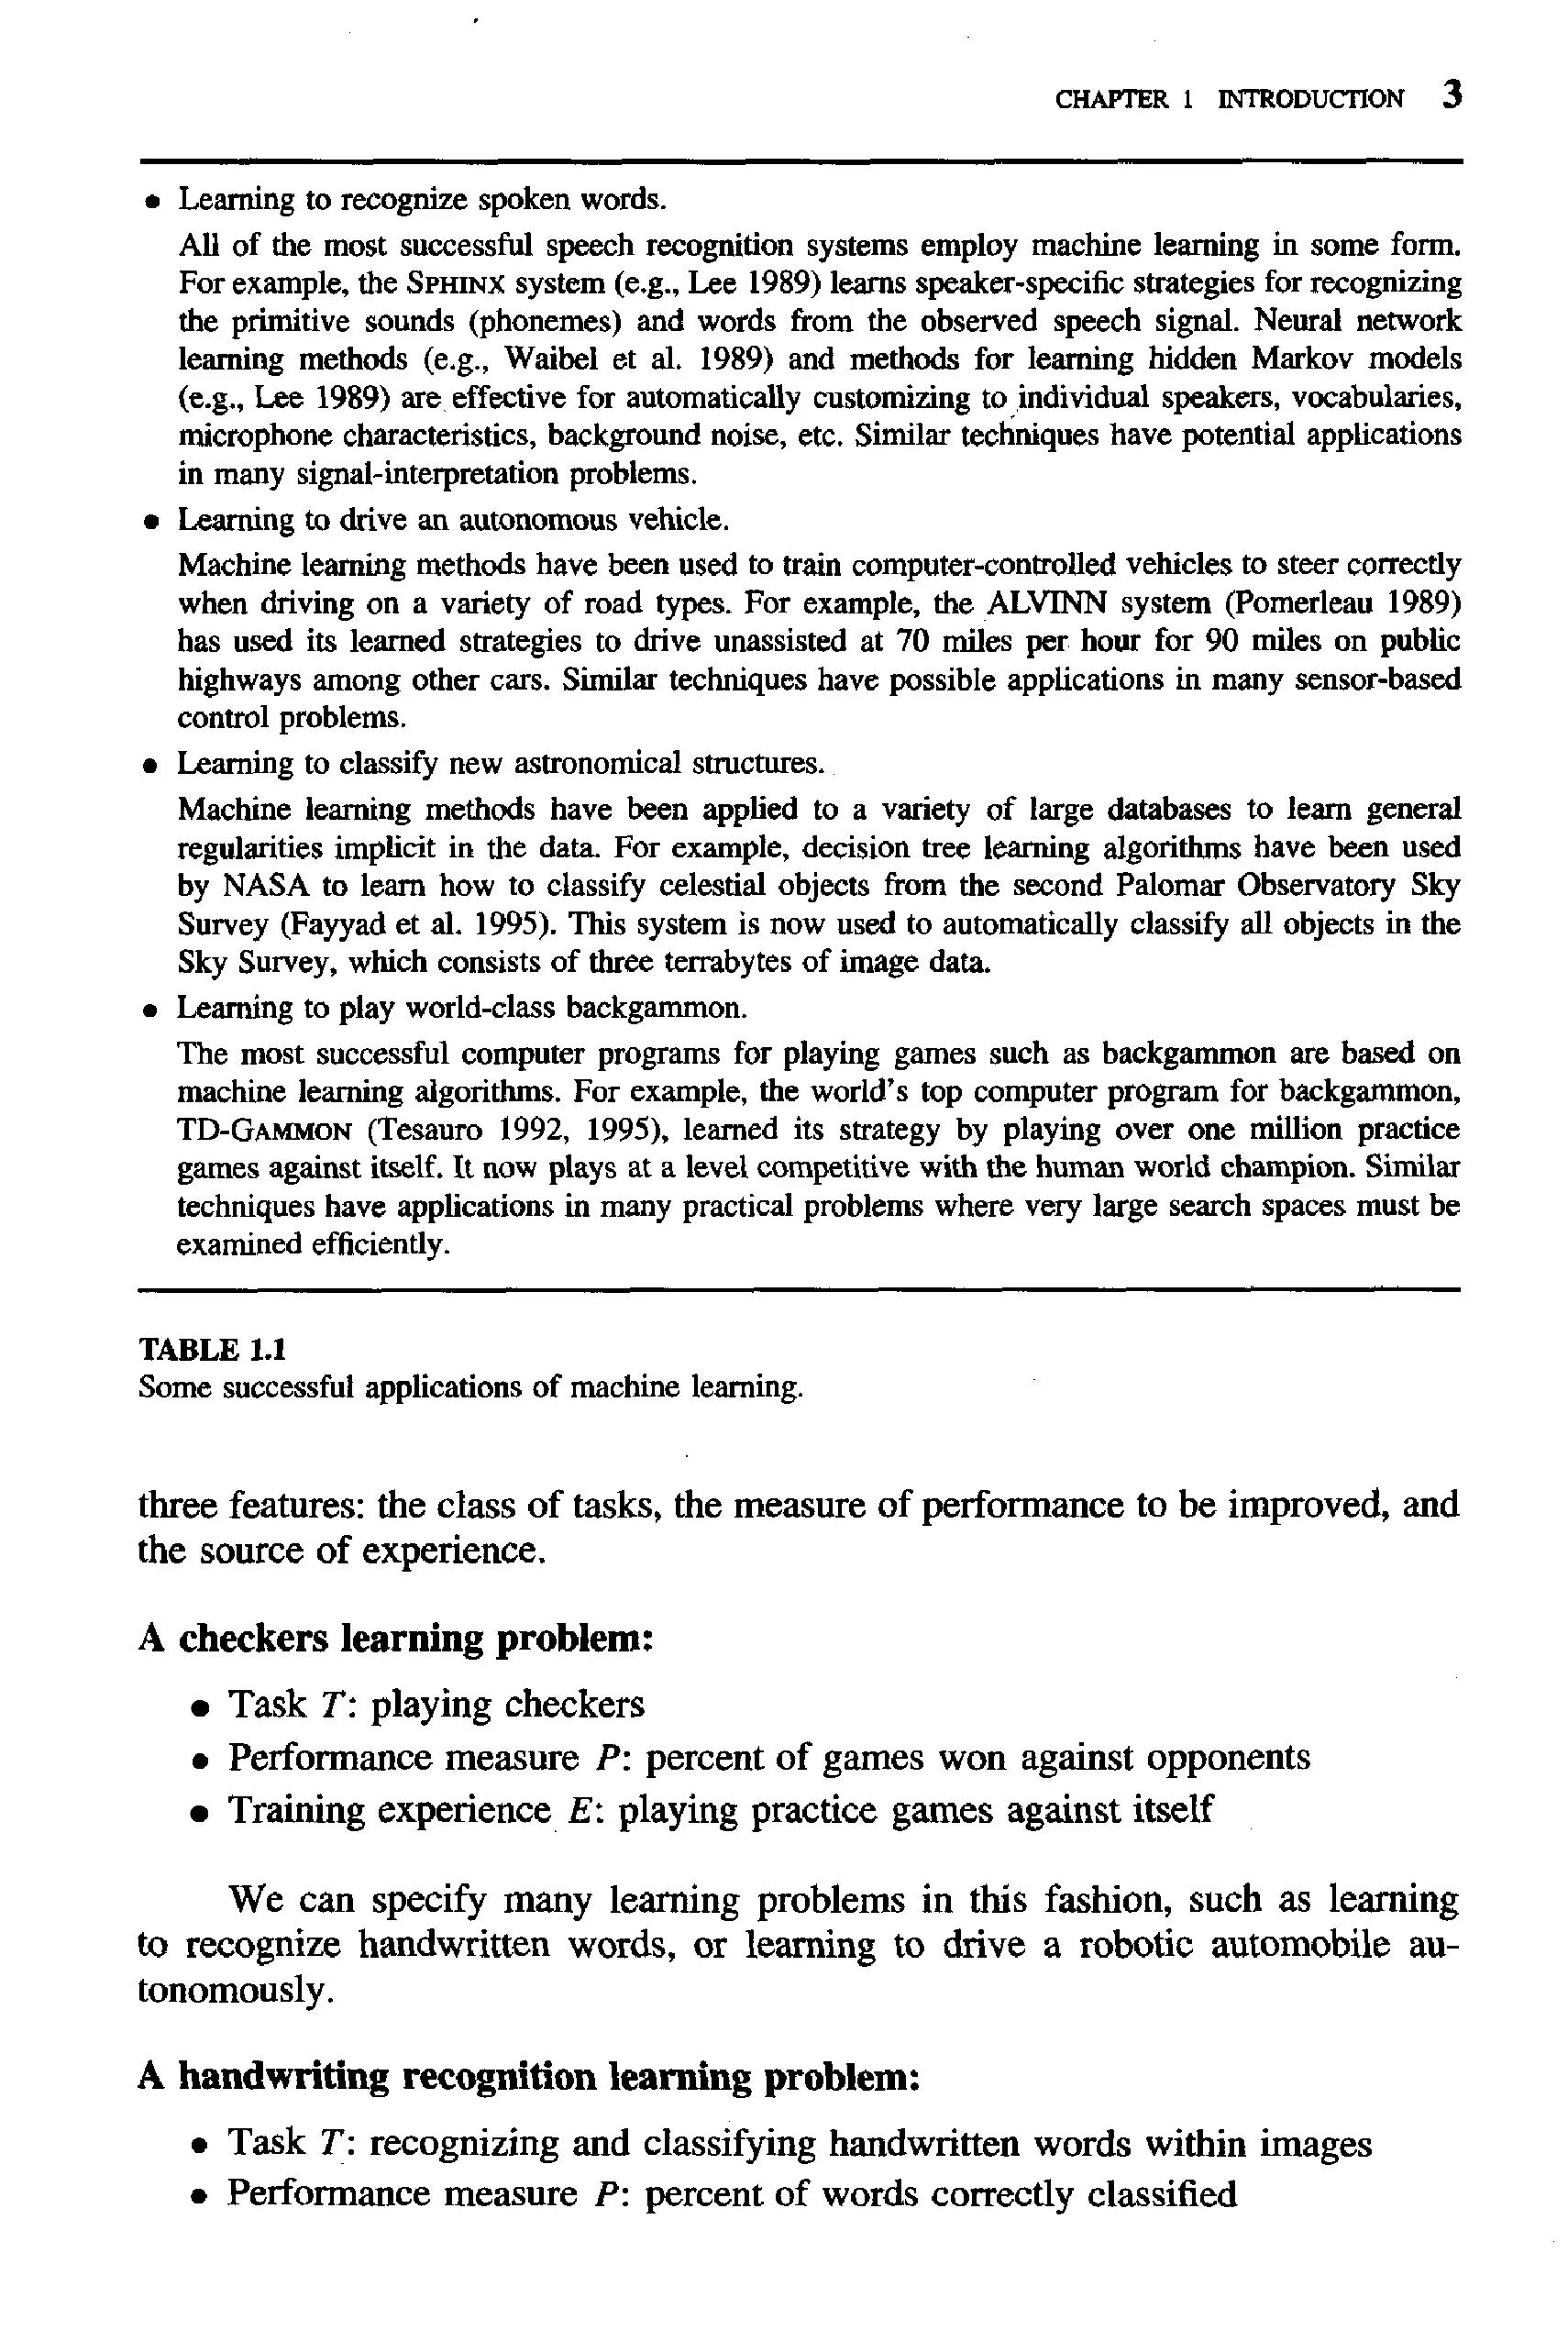 CHAPTER 1 INTRODUCTION 3
• Learning to recognize spoken words.
All of the most successful speech recognition systems employ machine learning in some form.
For example, the SPHINX system (e.g., Lee 1989) learns speaker-specific strategies for recognizing
the primitive sounds (phonemes) and words from the observed speech signal. Neural network
learning methods (e.g., Waibel et al. 1989) and methods for learning hidden Markov models
(e.g., Lee 1989) are effective for automatically customizing to individual speakers, vocabularies,
microphone characteristics, background noise, etc. Similar techniques have potential applications
in many signal-interpretation problems.
• Learning to drive an autonomous vehicle.
Machine learning methods have been used to train computer-controlled vehicles to steer correctly
when driving on a variety of road types. For example, the ALVINN system (Pomerleau 1989)
has used its learned strategies to drive unassisted at 70 miles per hour for 90 miles on public
highways among other cars. Similar techniques have possible applications in many sensor-based
control problems.
• Learning to classify new astronomical structures.
Machine learning methods have been applied to a variety of large databases to learn general
regularities implicit in the data. For example, decision tree learning algorithms have been used
by NASA to learn how to classify celestial objects from the second Palomar Observatory Sky
Survey (Fayyad et al. 1995). This system is now used to automatically classify all objects in the
Sky Survey, which consists of three terrabytes of image data.
• Learning to play world-class backgammon.
The most successful computer programs for playing games such as backgammon are based on
machine learning algorithms. For example, the world's top computer program for backgammon,
TD-GAMMON (Tesauro 1992, 1995), learned its strategy by playing over one million practice
games against itself. It now plays at a level competitive with the human world champion. Similar
techniques have applications in many practical problems where very large search spaces must be
examined efficiently.
TABLE 1.1
Some successful applications of machine learning.
three features: the class of tasks, the measure of performance to be improved, and
the source of experience.
A checkers learning problem:
• Task T: playing checkers
• Performance measure P: percent of games won against opponents
• Training experience E: playing practice games against itself
We can specify many learning problems in this fashion, such as learning
to recognize handwritten words, or learning to drive a robotic automobile au-
tonomously.
A handwriting recognition learning problem:
• Task T: recognizing and classifying handwritten words within images
• Performance measure P: percent of words correctly classified